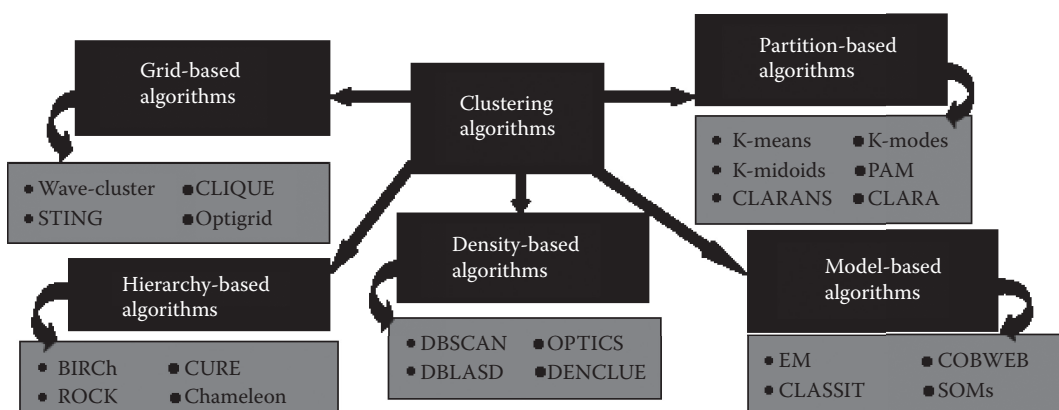 Grid-based
algorithms
• Wave-cluster • CLIQUE
• STING • Optigrid
Clustering
algorithms
Partition-based
algorithms
• K-means • K-modes
• K-midoids • PAM
• CLARANS • CLARA
Hierarchy-based
algorithms
• BIRCh • CURE
• ROCK • Chameleon
Density-based
algorithms
• DBSCAN • OPTICS
• DBLASD • DENCLUE
Model-based
algorithms
• EM • COBWEB
• CLASSIT • SOMs